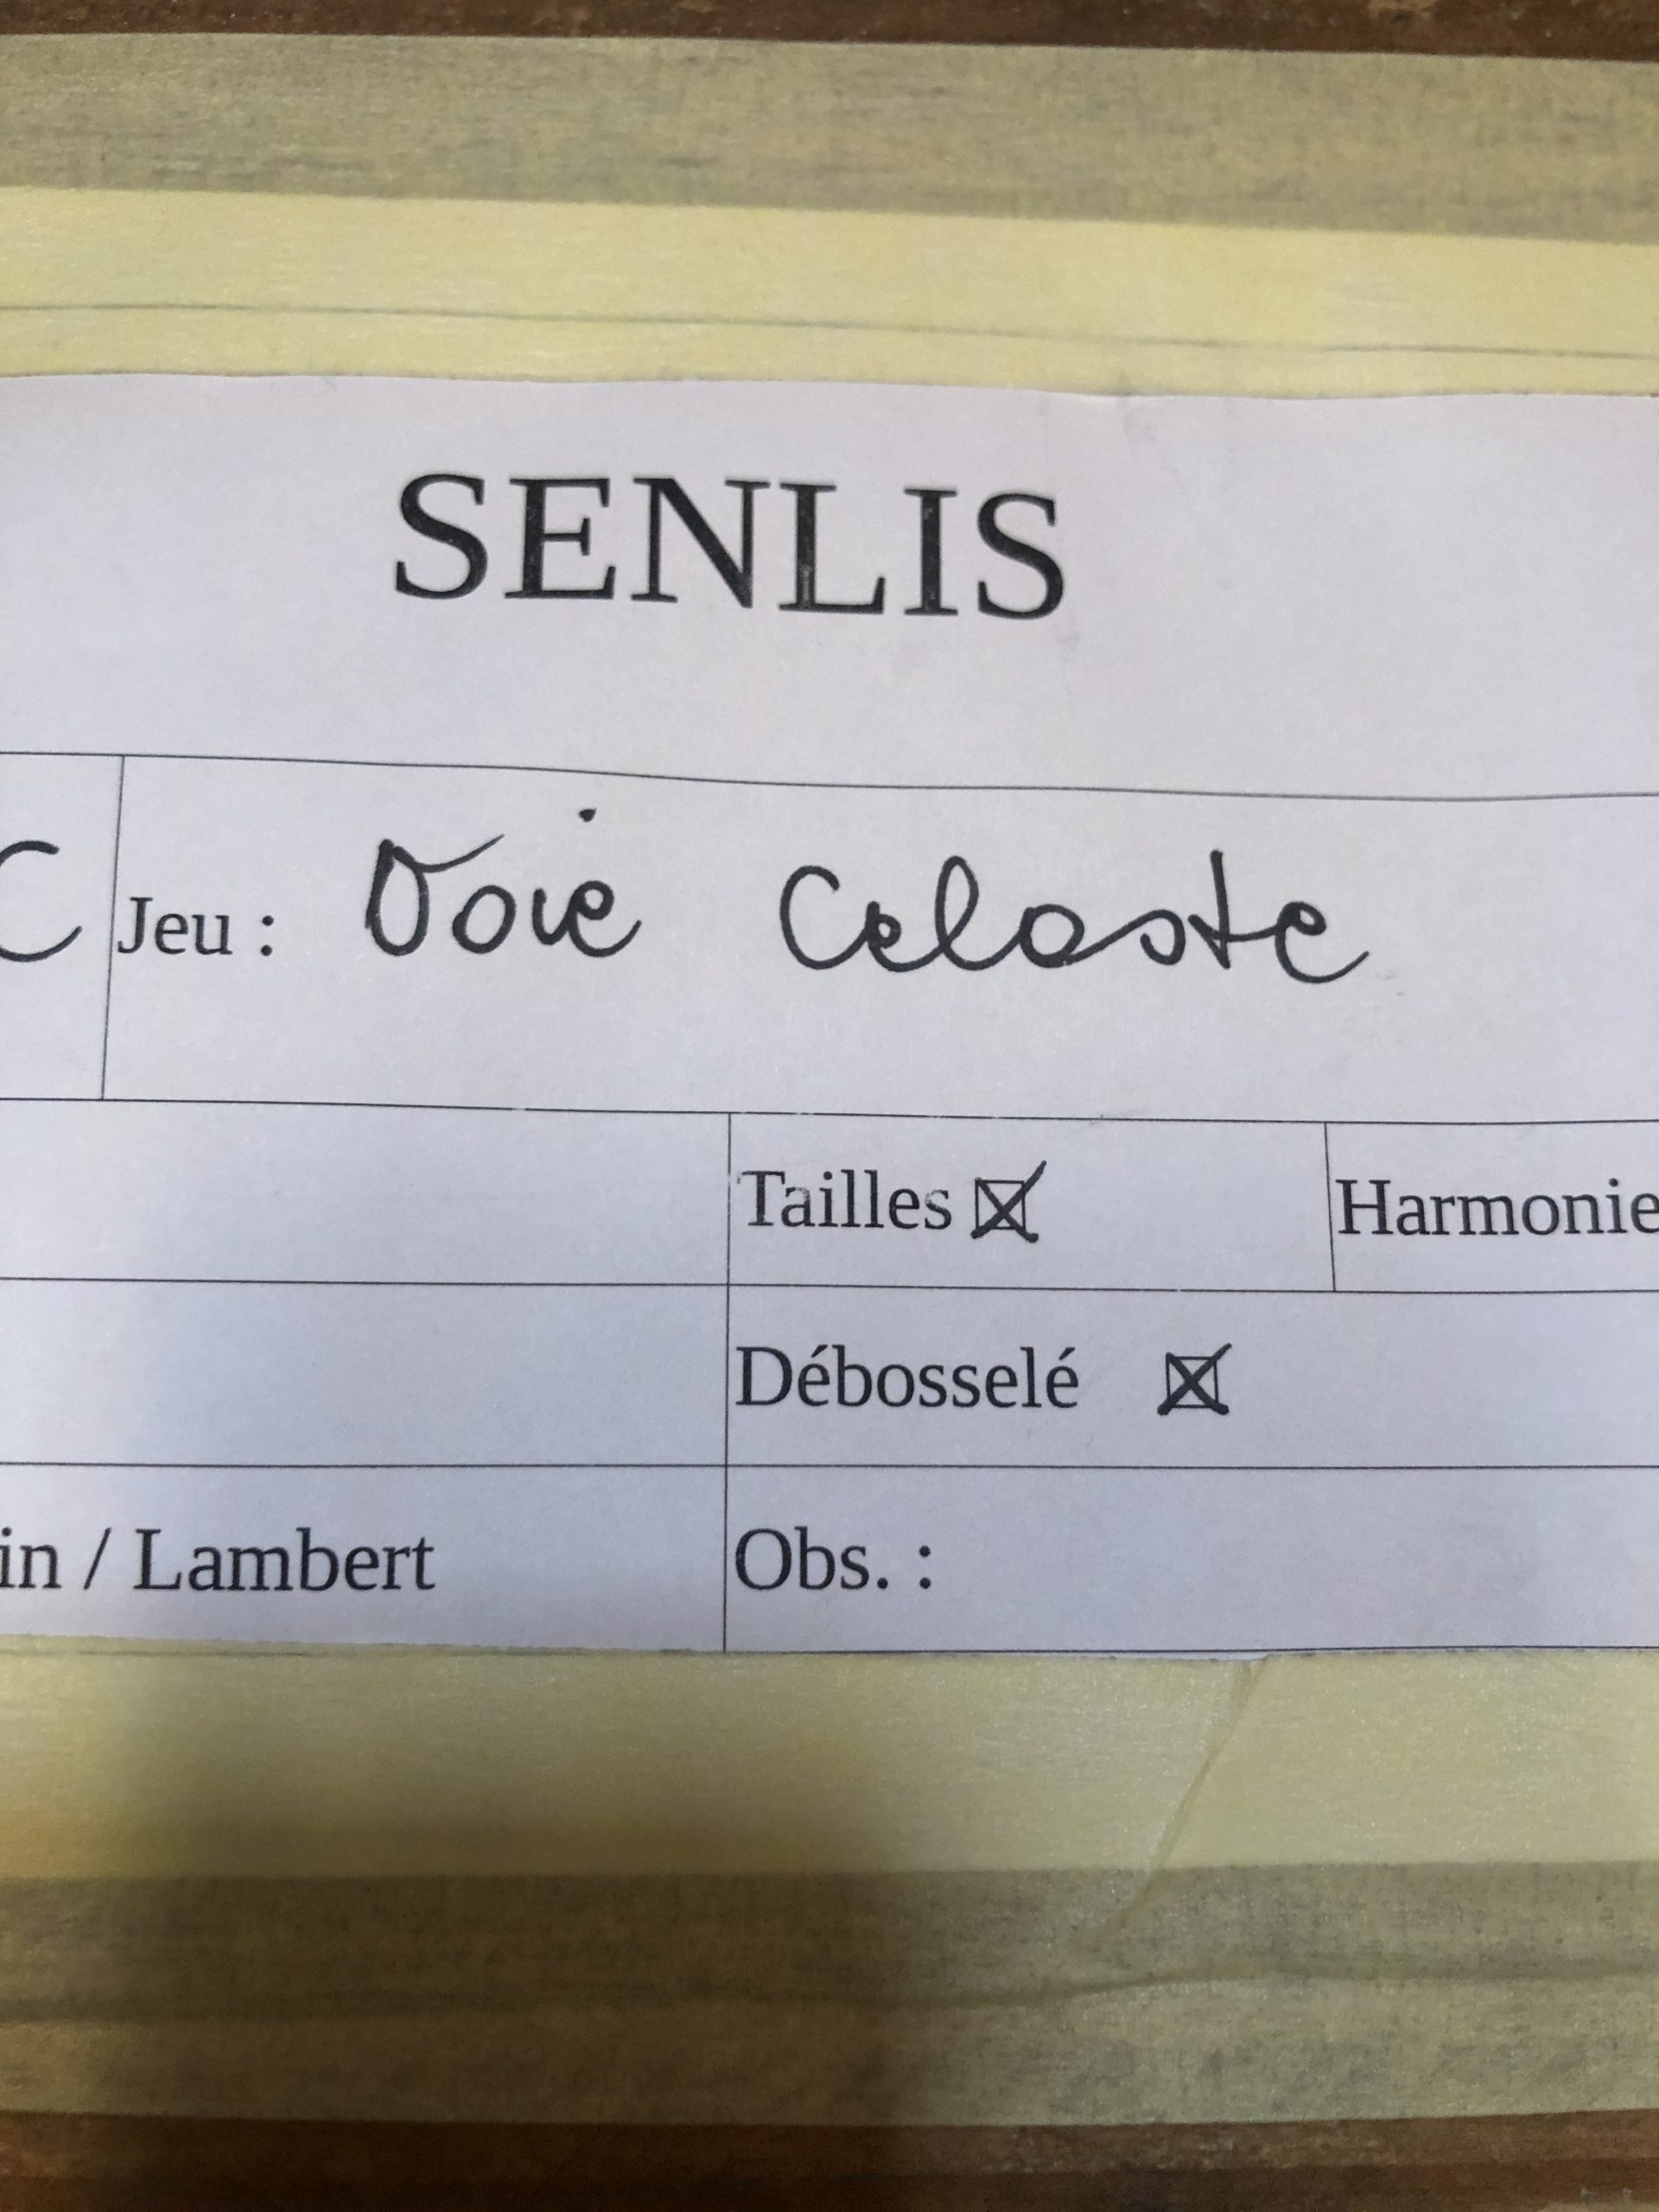 SENLIS
C Jeu : Voie Celeste
Tailles ☒ Harmonie
Débosselé ☒
in / Lambert Obs. :